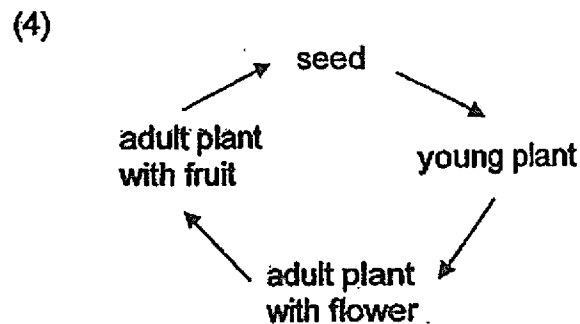 (4)
seed
adult plant
with fruit
young plant
adult plant
with flower